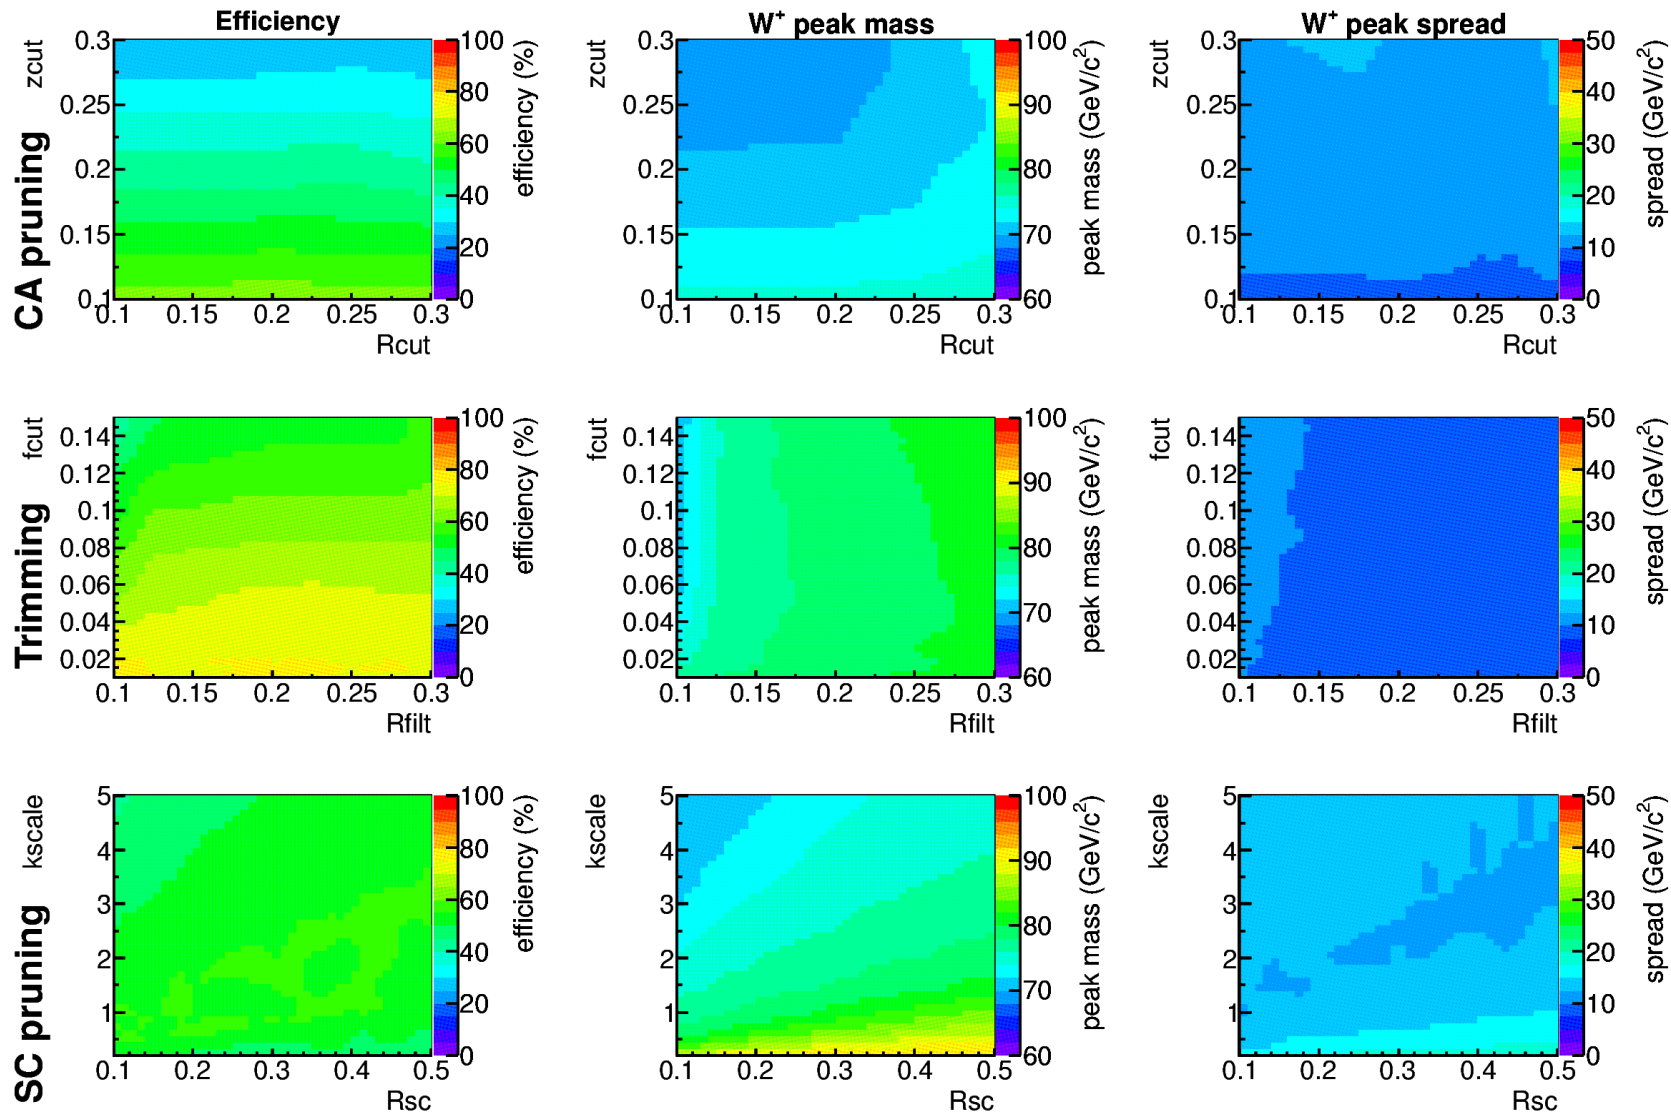 Efficiency
W+ peak mass
W+ peak spread
CA pruning
zcut
0.3
0.25
0.2
0.15
0.1
0.1 0.15 0.2 0.25 0.3
Rcut
100
80
60
40
20
0
efficiency (%)
zcut
0.3
0.25
0.2
0.15
0.1
0.1 0.15 0.2 0.25 0.3
Rcut
100
90
80
70
60
peak mass (GeV/c²)
zcut
0.3
0.25
0.2
0.15
0.1
0.1 0.15 0.2 0.25 0.3
Rcut
50
40
30
20
10
0
spread (GeV/c²)
Trimming
fcut
0.14
0.12
0.1
0.08
0.06
0.04
0.02
0.1 0.15 0.2 0.25 0.3
Rfilt
100
80
60
40
20
0
efficiency (%)
fcut
0.14
0.12
0.1
0.08
0.06
0.04
0.02
0.1 0.15 0.2 0.25 0.3
Rfilt
100
90
80
70
60
peak mass (GeV/c²)
fcut
0.14
0.12
0.1
0.08
0.06
0.04
0.02
0.1 0.15 0.2 0.25 0.3
Rfilt
50
40
30
20
10
0
spread (GeV/c²)
SC pruning
kscale
5
4
3
2
1
0.1 0.2 0.3 0.4 0.5
Rsc
100
80
60
40
20
0
efficiency (%)
kscale
5
4
3
2
1
0.1 0.2 0.3 0.4 0.5
Rsc
100
90
80
70
60
peak mass (GeV/c²)
kscale
5
4
3
2
1
0.1 0.2 0.3 0.4 0.5
Rsc
50
40
30
20
10
0
spread (GeV/c²)